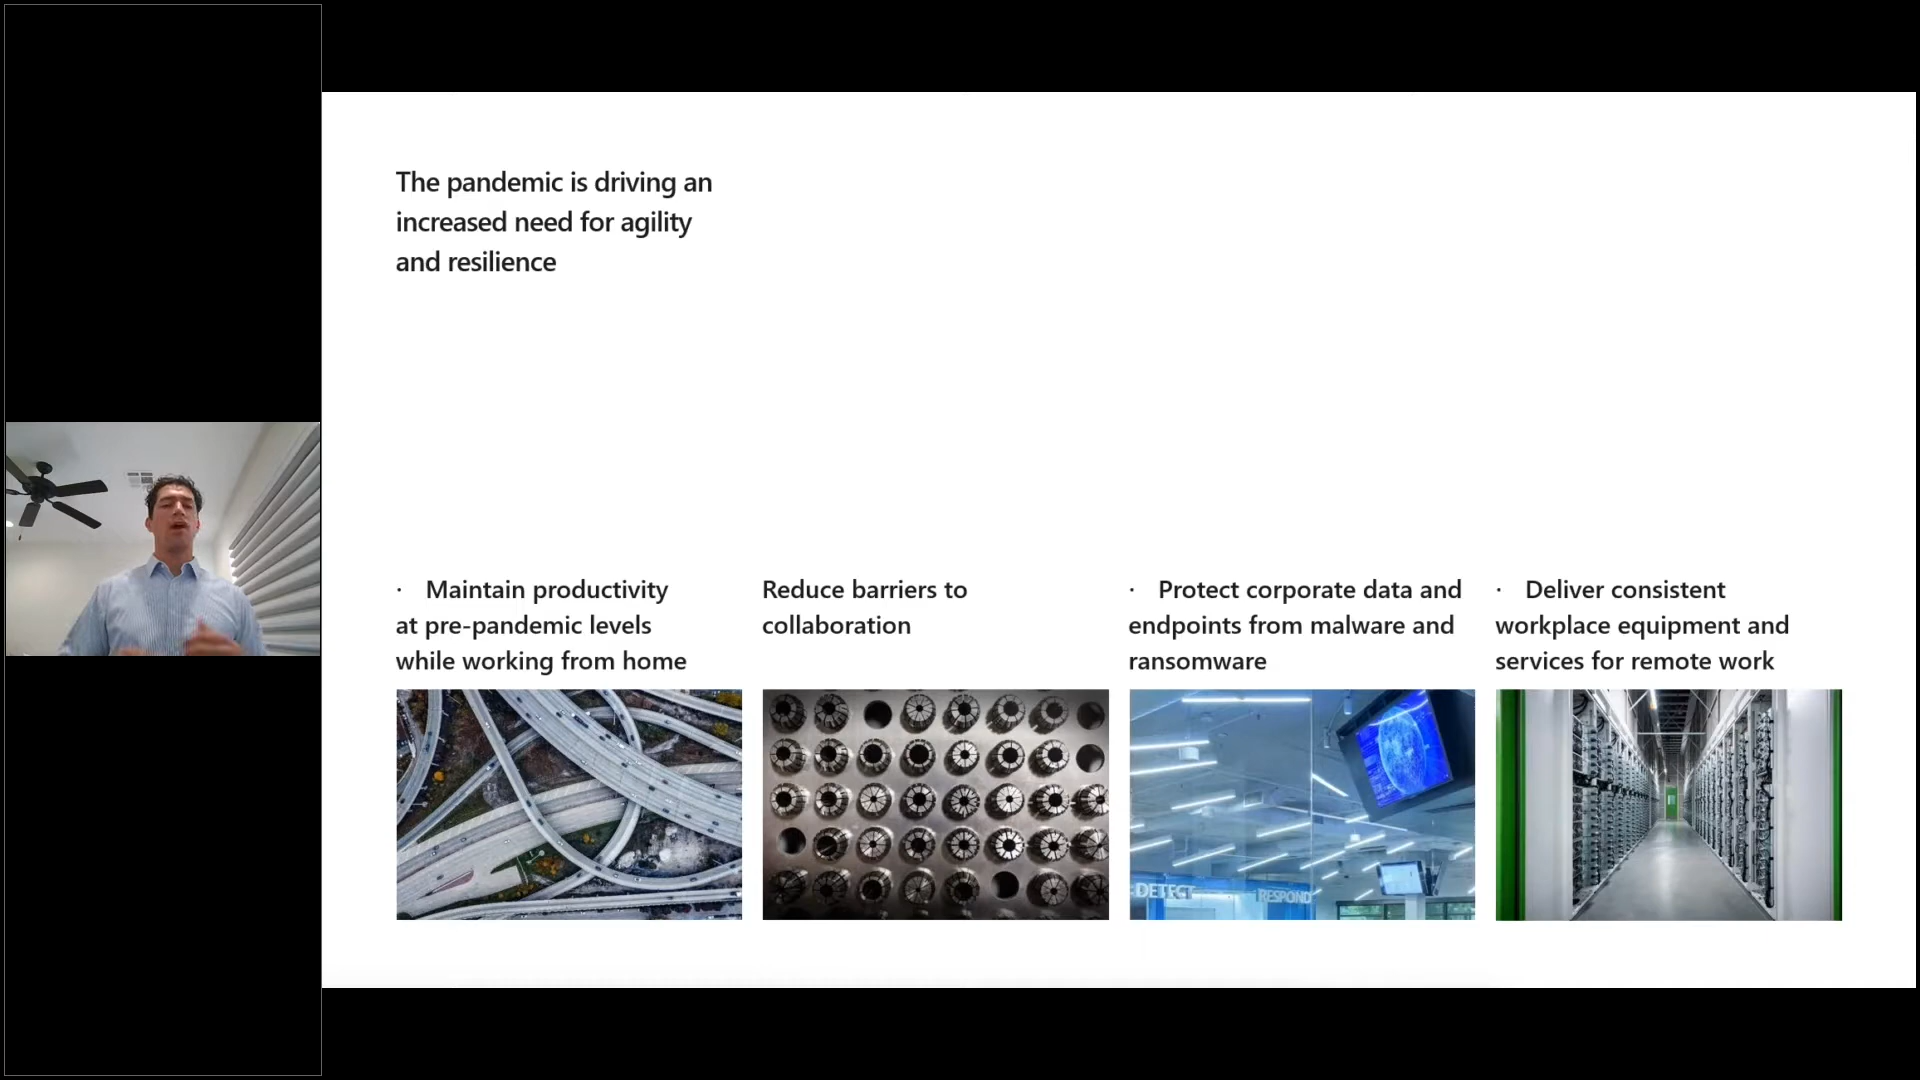 The pandemic is driving an
increased need for agility
and resilience
· Maintain productivity
at pre-pandemic levels
while working from home
Reduce barriers to
collaboration
· Protect corporate data and
endpoints from malware and
ransomware
· Deliver consistent
workplace equipment and
services for remote work
DETECT
RESPOND